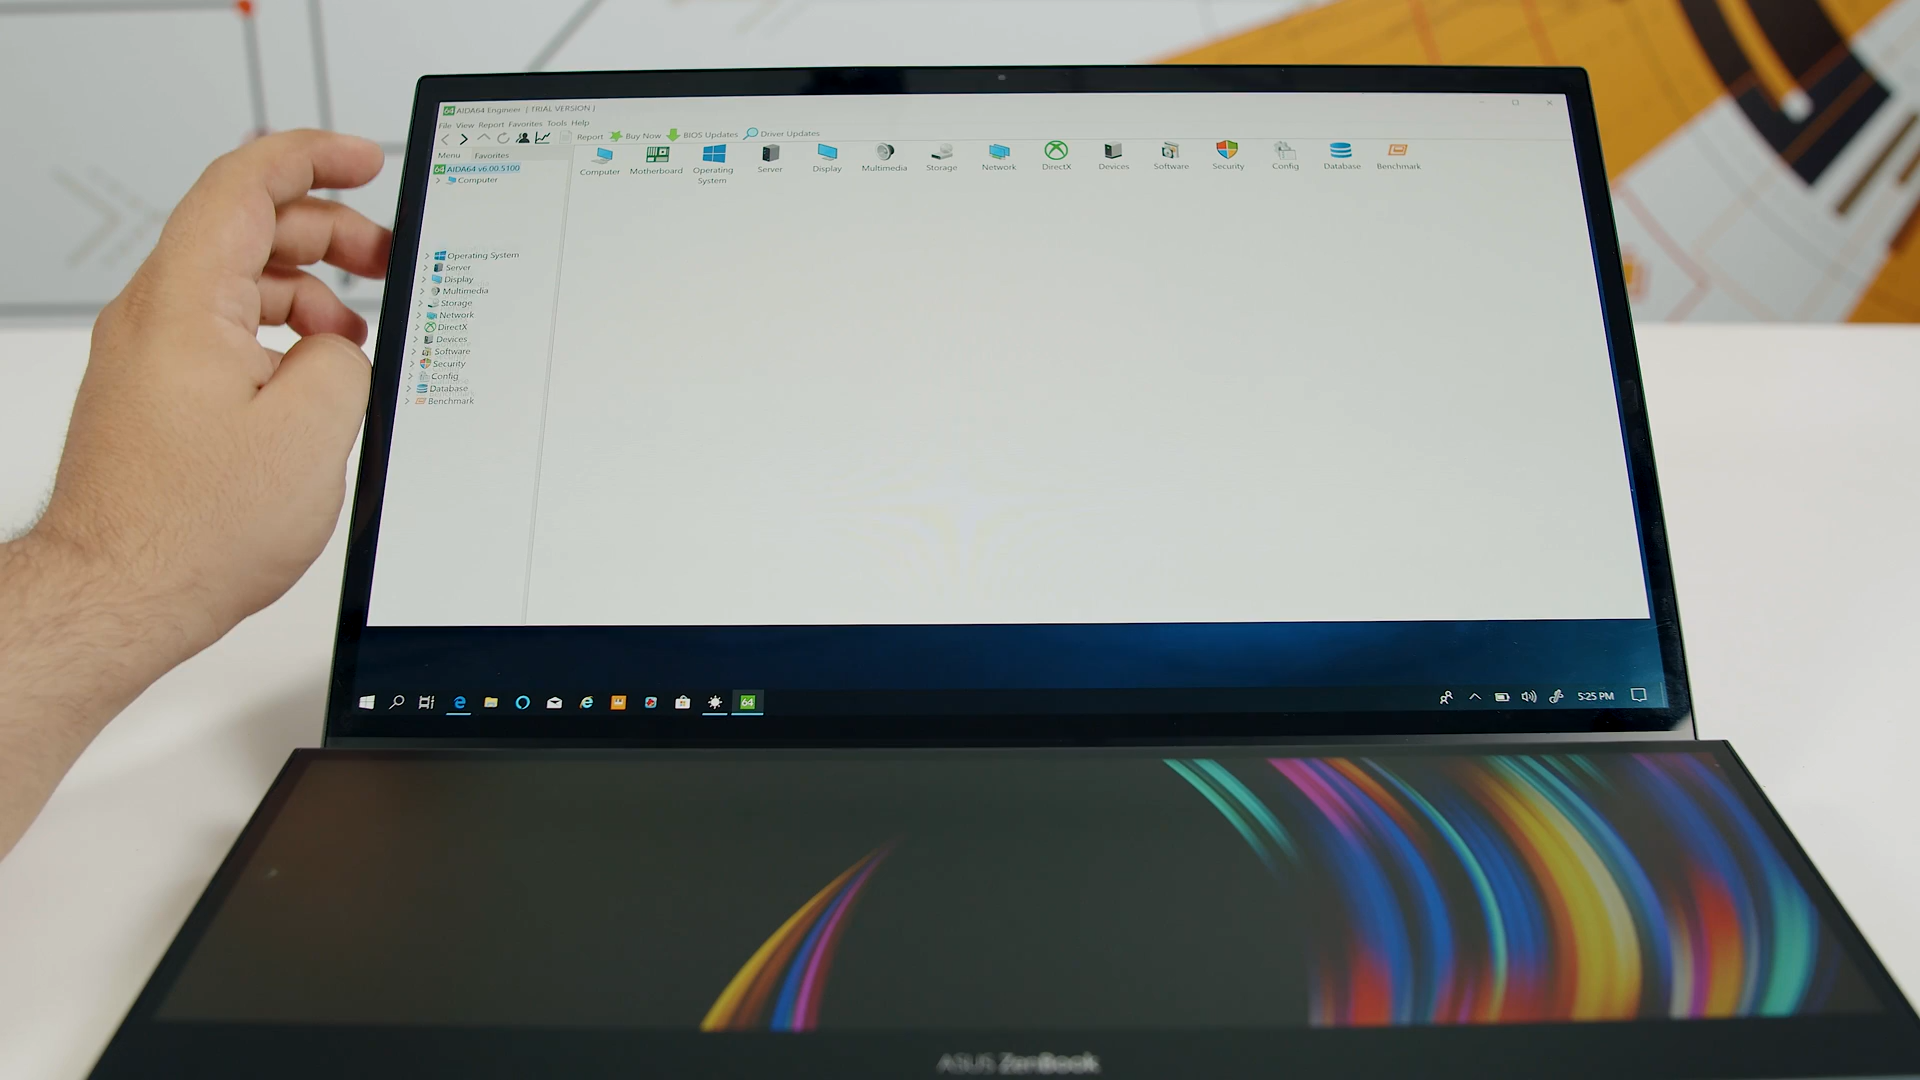 AIDA64 Engineer [ TRIAL VERSION ]
File View Report Favorites Tools Help
Report Buy Now BIOS Updates Driver Updates
Menu Favorites
AIDA64 v6.00.5100
Computer
Operating System
Server
Display
Multimedia
Storage
Network
DirectX
Devices
Software
Security
Config
Database
Benchmark
Computer Motherboard Operating System Server Display Multimedia Storage Network DirectX Devices Software Security Config Database Benchmark
64
5:25 PM
ASUS ZenBook